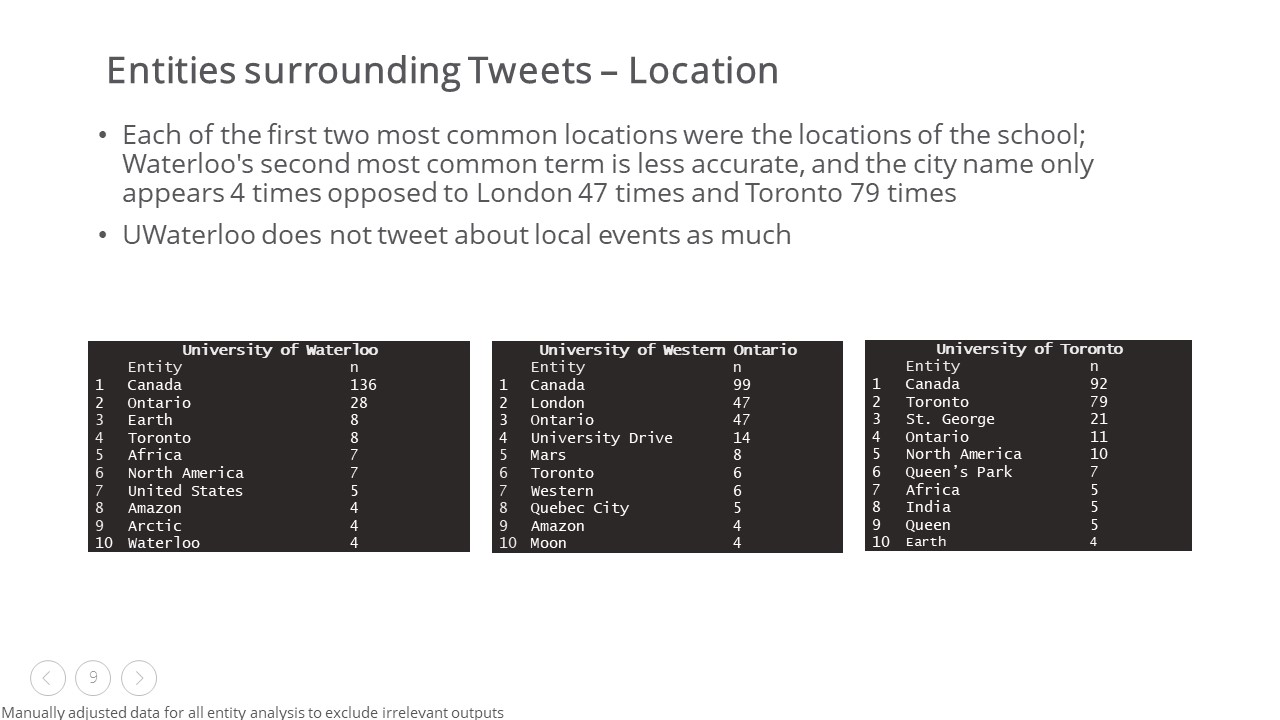 Entities surrounding Tweets – Location
• Each of the first two most common locations were the locations of the school;
Waterloo's second most common term is less accurate, and the city name only
appears 4 times opposed to London 47 times and Toronto 79 times
• UWaterloo does not tweet about local events as much
University of Waterloo
Entity n
1 Canada 136
2 Ontario 28
3 Earth 8
4 Toronto 8
5 Africa 7
6 North America 7
7 United States 5
8 Amazon 4
9 Arctic 4
10 Waterloo 4
University of Western Ontario
Entity n
1 Canada 99
2 London 47
3 Ontario 47
4 University Drive 14
5 Mars 8
6 Toronto 6
7 Western 6
8 Quebec City 5
9 Amazon 4
10 Moon 4
University of Toronto
Entity n
1 Canada 92
2 Toronto 79
3 St. George 21
4 Ontario 11
5 North America 10
6 Queen’s Park 7
7 Africa 5
8 India 5
9 Queen 5
10 Earth 4
9
Manually adjusted data for all entity analysis to exclude irrelevant outputs